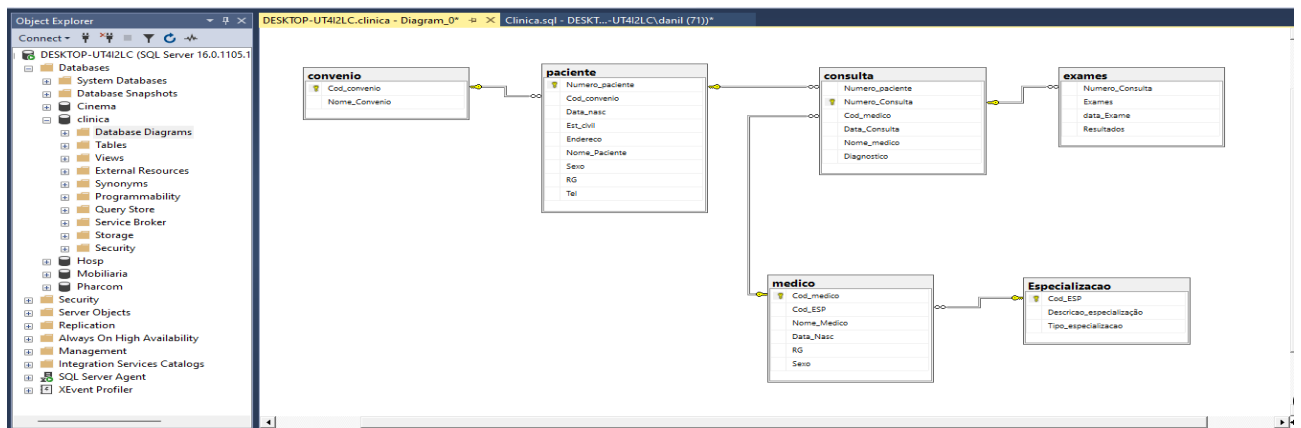 Object Explorer
Connect
DESKTOP-UT4I2LC (SQL Server 16.0.1105.1
Databases
System Databases
Database Snapshots
Cinema
clinica
Database Diagrams
Tables
Views
External Resources
Synonyms
Programmability
Query Store
Service Broker
Storage
Security
Hosp
Mobiliaria
Pharcom
Security
Server Objects
Replication
Always On High Availability
Management
Integration Services Catalogs
SQL Server Agent
XEvent Profiler
DESKTOP-UT4I2LC.clinica - Diagram_0*
Clinica.sql - DESKT...-UT4I2LC\danil (71))*
convenio
Cod_convenio
Nome_Convenio
paciente
Numero_paciente
Cod_convenio
Data_nasc
Est_civil
Endereco
Nome_Paciente
Sexo
RG
Tel
consulta
Numero_paciente
Numero_Consulta
Cod_medico
Data_Consulta
Nome_medico
Diagnostico
exames
Numero_Consulta
Exames
data_Exame
Resultados
medico
Cod_medico
Cod_ESP
Nome_Medico
Data_Nasc
RG
Sexo
Especializacao
Cod_ESP
Descricao_especialização
Tipo_especializacao